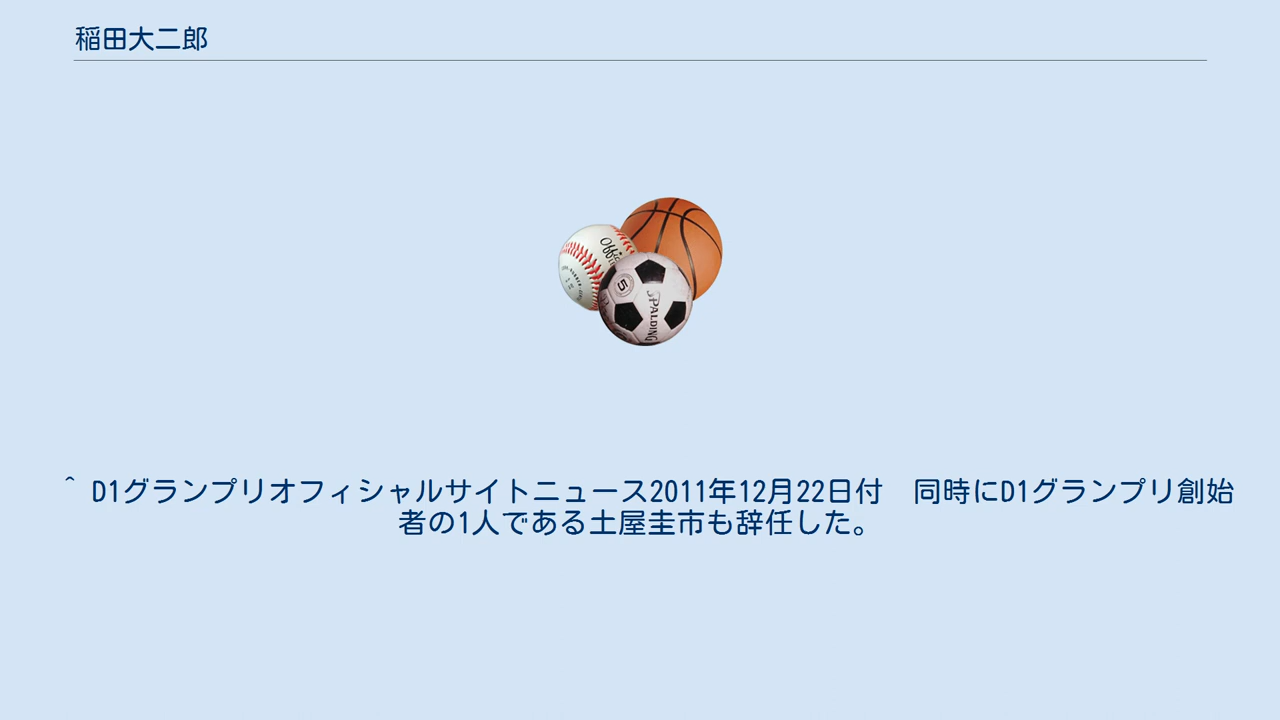 稲田大二郎
Offici
5
SPALDING
^ D1グランプリオフィシャルサイトニュース2011年12月22日付　同時にD1グランプリ創始
者の1人である土屋圭市も辞任した。